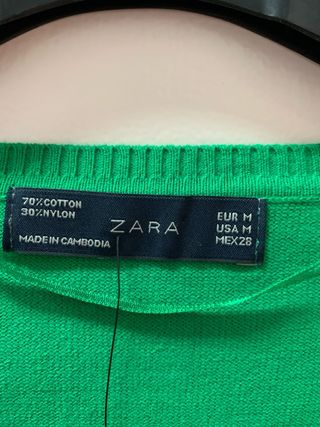 70%COTTON
30%NYLON
MADE IN CAMBODIA
ZARA
EUR M
USA M
MEX28